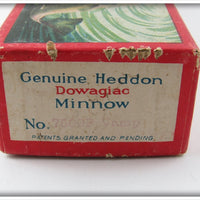 Genuine Heddon
Dowagiac
Minnow
No.
PATENTS GRANTED AND PENDING.